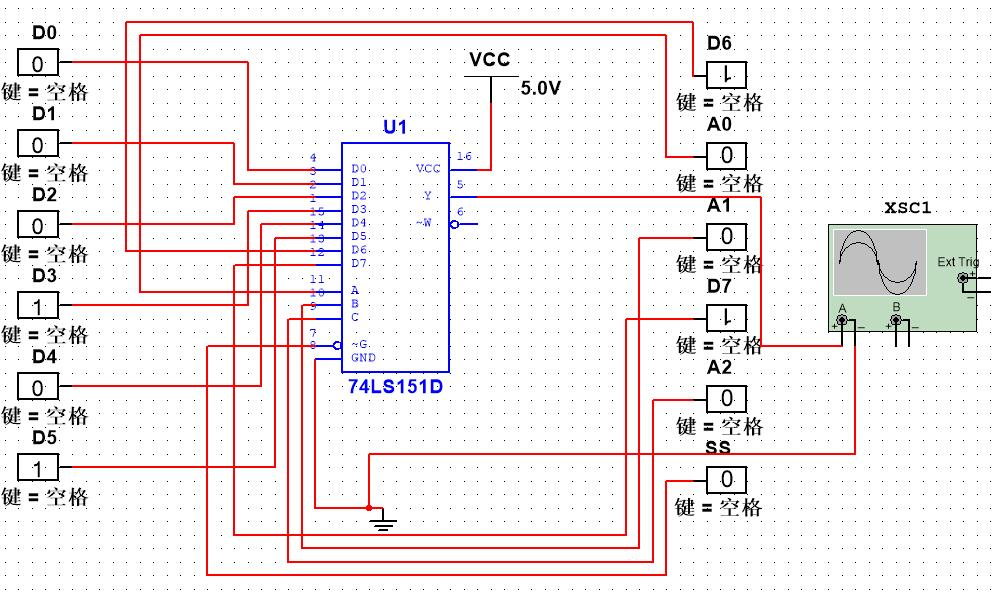 D0
0
键 = 空格
D1
0
键 = 空格
D2
0
键 = 空格
D3
1
键 = 空格
D4
0
键 = 空格
D5
1
键 = 空格
VCC
5.0V
U1
4
3
2
1
15
14
13
12
11
10
9
7
8
D0
D1
D2
D3
D4
D5
D6
D7
A
B
C
~G
GND
VCC
Y
~W
16
5
6
74LS151D
D6
1
键 = 空格
A0
0
键 = 空格
A1
0
键 = 空格
D7
1
键 = 空格
A2
0
键 = 空格
SS
0
键 = 空格
XSC1
Ext Trig
+
_
A
B
+
_
+
_